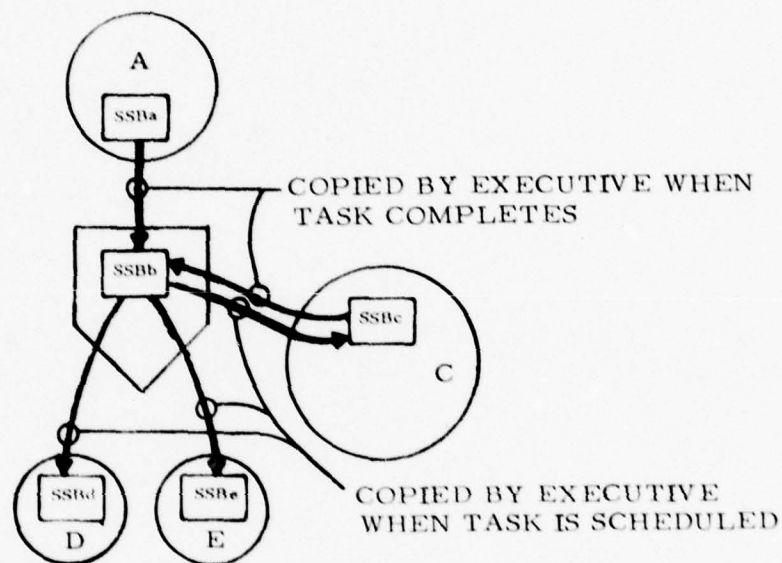 A
SSBa
COPIED BY EXECUTIVE WHEN
TASK COMPLETES
SSBb
SSBc
C
SSBd
SSBe
D
E
COPIED BY EXECUTIVE
WHEN TASK IS SCHEDULED